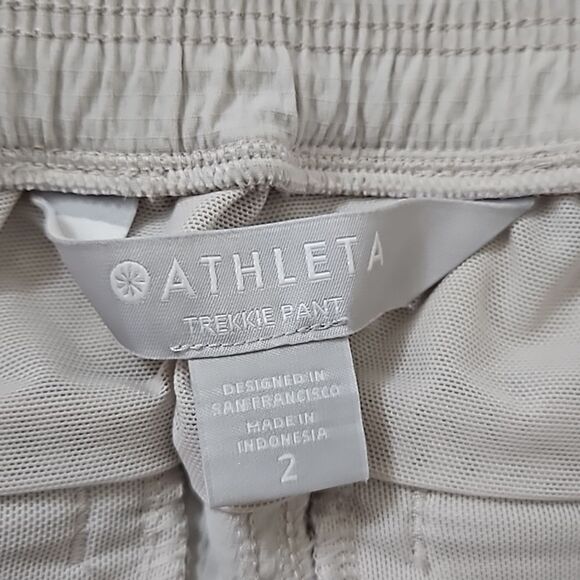 ATHLETA
TREKKIE PANT
DESIGNED IN
SAN FRANCISCO
MADE IN
INDONESIA
2